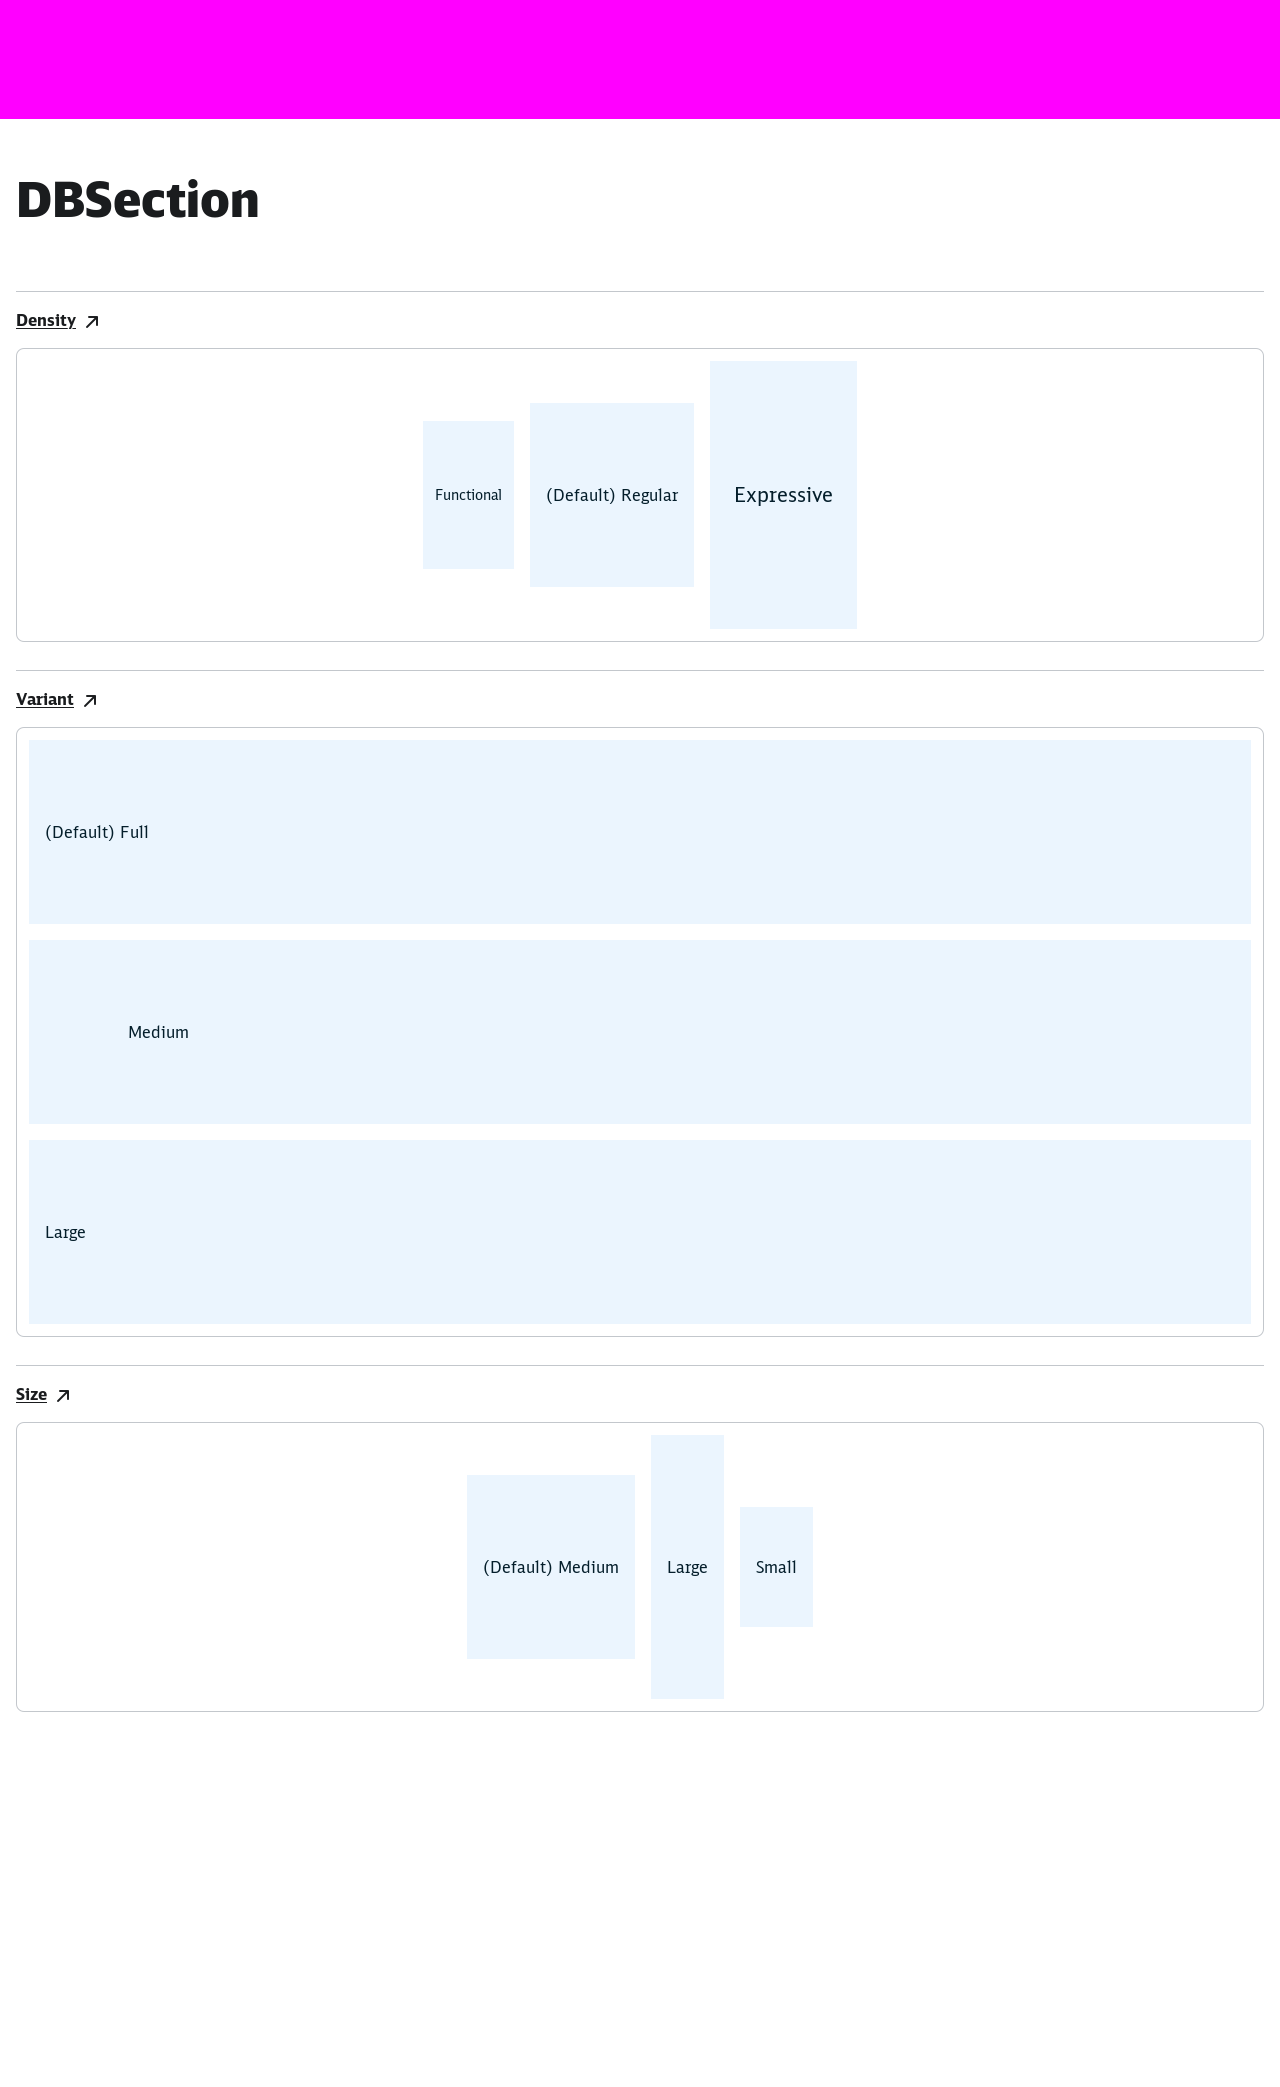 DBSection
Density
Functional
(Default) Regular
Expressive
Variant
(Default) Full
Medium
Large
Size
(Default) Medium
Large
Small